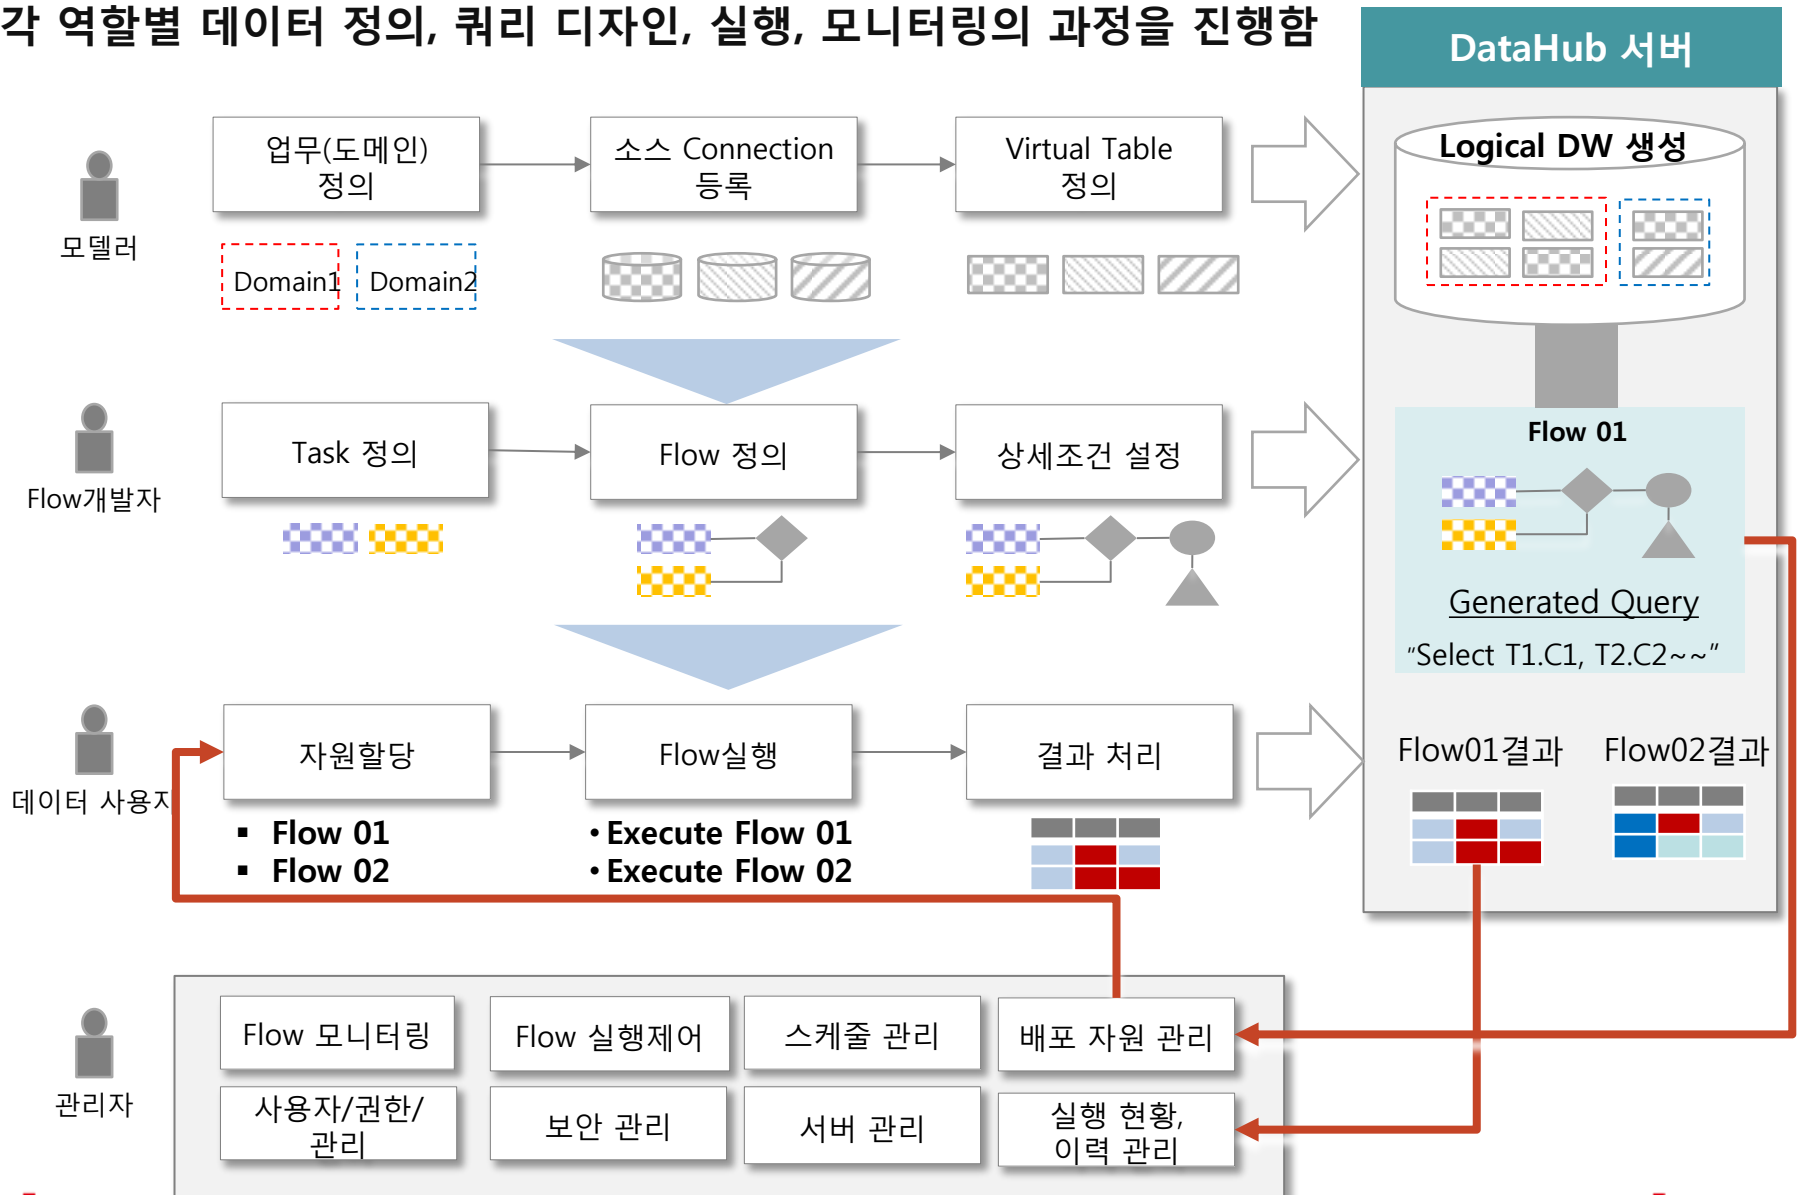 각 역할별 데이터 정의, 쿼리 디자인, 실행, 모니터링의 과정을 진행함
DataHub 서버
업무(도메인)
정의
소스 Connection
등록
Virtual Table
정의
Logical DW 생성
모델러
Domain1
Domain2
Task 정의
Flow 정의
상세조건 설정
Flow 01
Flow개발자
Generated Query
“Select T1.C1, T2.C2~~”
자원할당
Flow실행
결과 처리
Flow01결과
Flow02결과
데이터 사용자
▪ Flow 01
▪ Flow 02
•Execute Flow 01
•Execute Flow 02
Flow 모니터링
Flow 실행제어
스케줄 관리
배포 자원 관리
관리자
사용자/권한/
관리
보안 관리
서버 관리
실행 현황,
이력 관리